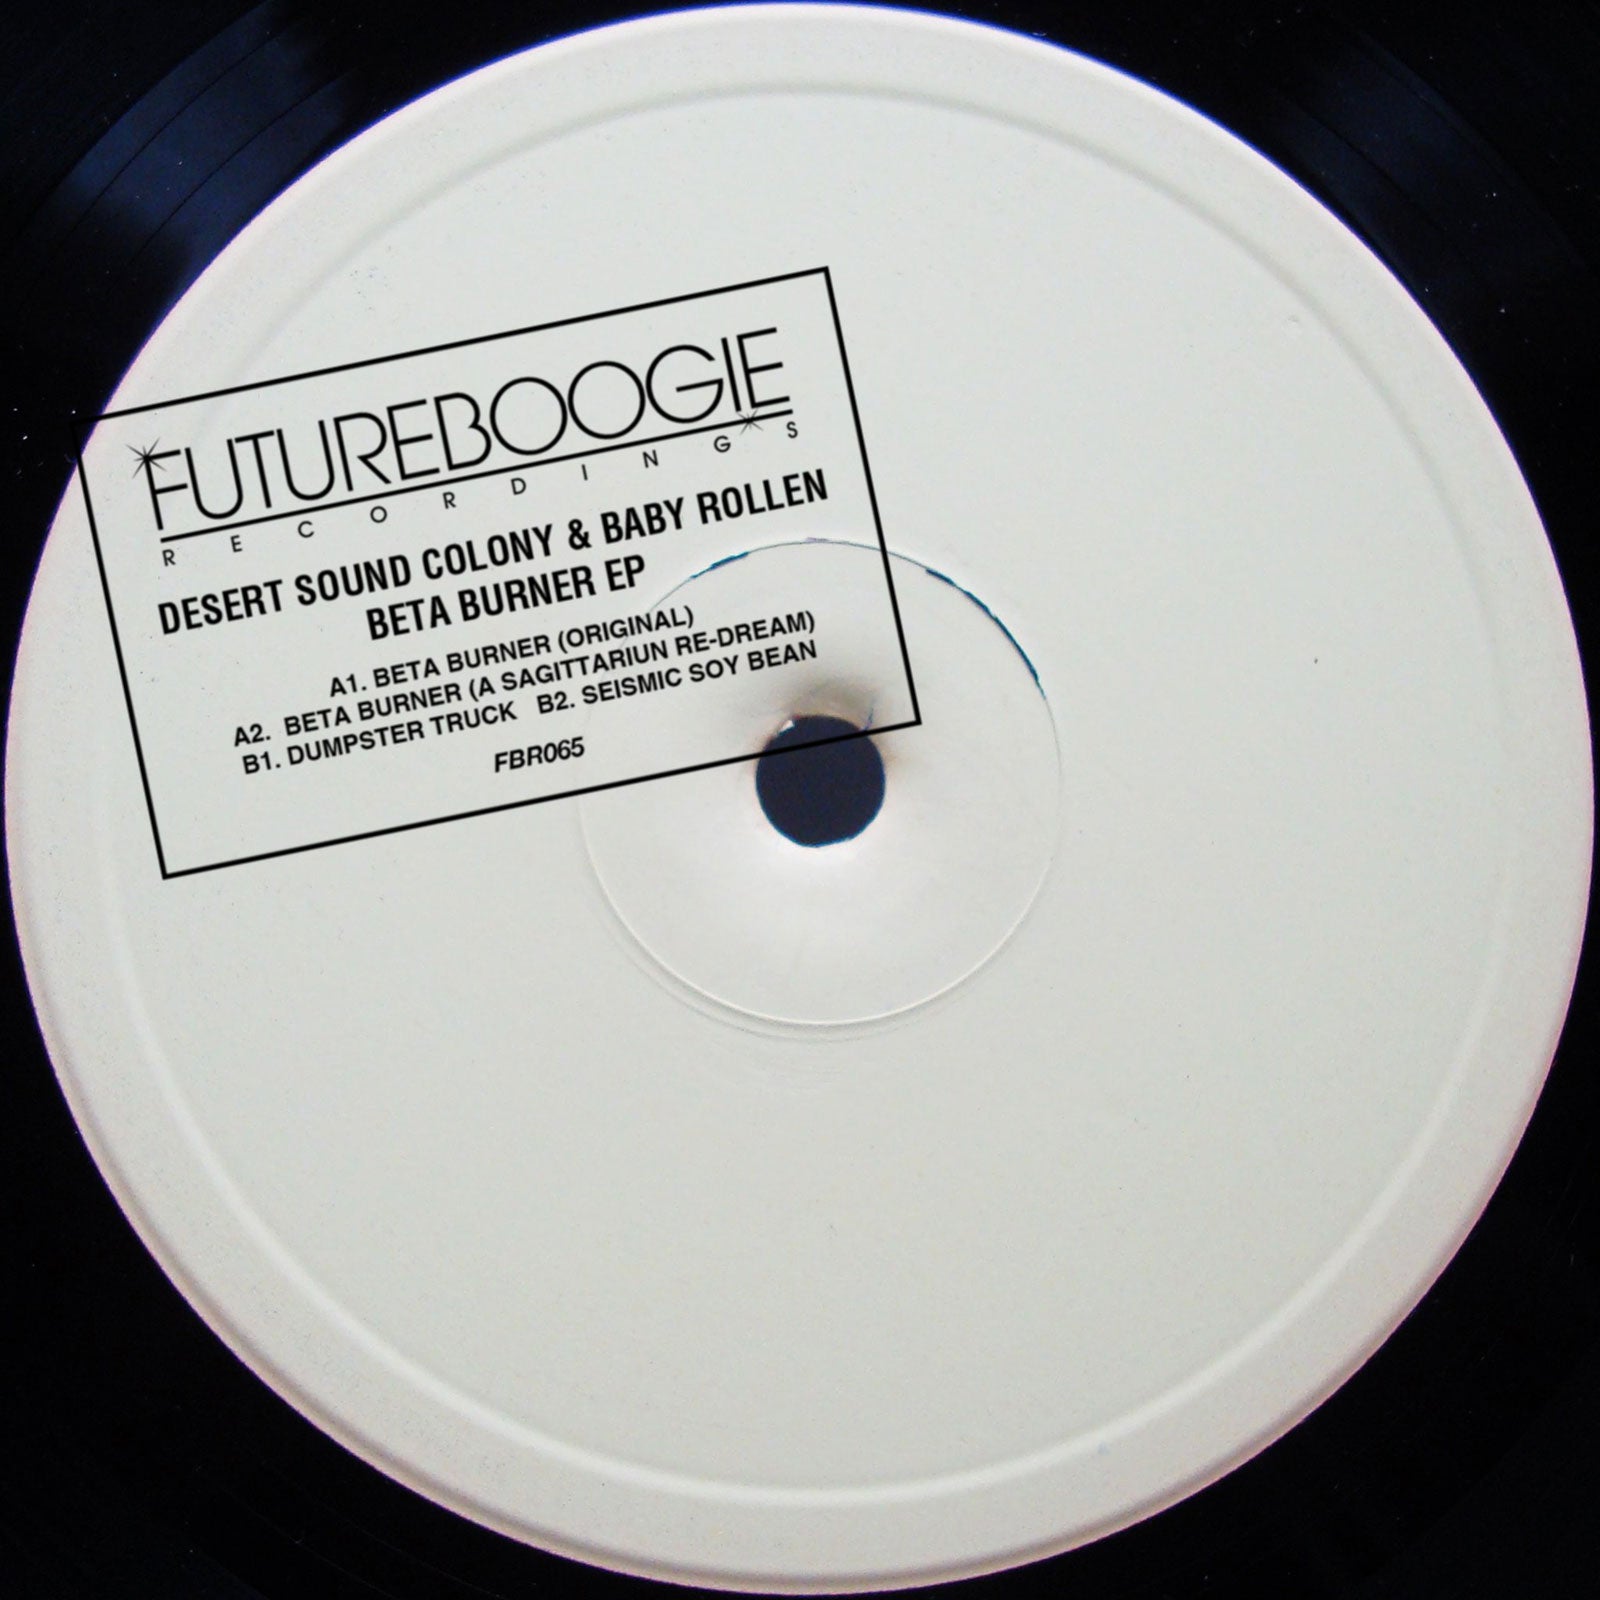 FUTUREBOOGIE
RECORDINGS
DESERT SOUND COLONY & BABY ROLLEN
BETA BURNER EP
A1. BETA BURNER (ORIGINAL)
A2. BETA BURNER (A SAGITTARIUN RE-DREAM)
B1. DUMPSTER TRUCK B2. SEISMIC SOY BEAN
FBR065